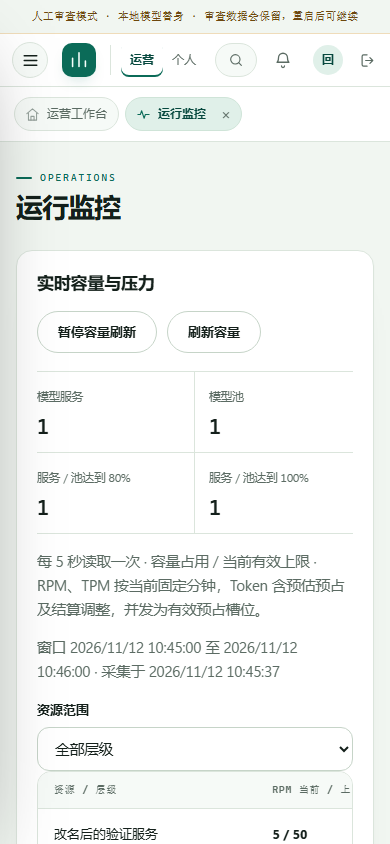 人工审查模式 · 本地模型替身 · 审查数据会保留，重启后可继续
运营 个人 回
运营工作台 运行监控 ×
OPERATIONS
运行监控
实时容量与压力
暂停容量刷新 刷新容量
模型服务 模型池
1 1
服务 / 池达到 80% 服务 / 池达到 100%
1 1
每 5 秒读取一次 · 容量占用 / 当前有效上限 ·
RPM、TPM 按当前固定分钟，Token 含预估预占
及结算调整，并发为有效预占槽位。
窗口 2026/11/12 10:45:00 至 2026/11/12
10:46:00 · 采集于 2026/11/12 10:45:37
资源范围
全部层级
资源 / 层级 RPM 当前 / 上
改名后的验证服务 5 / 50